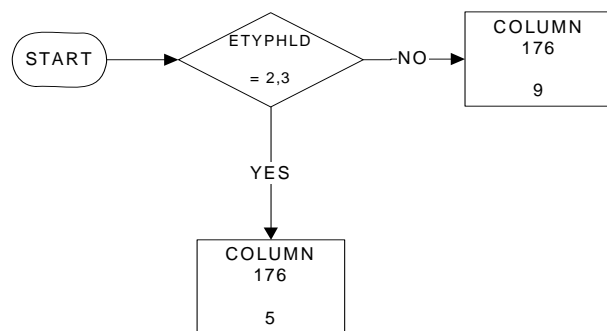 START
ETYPHLD
= 2,3
NO
COLUMN
176
9
YES
COLUMN
176
5